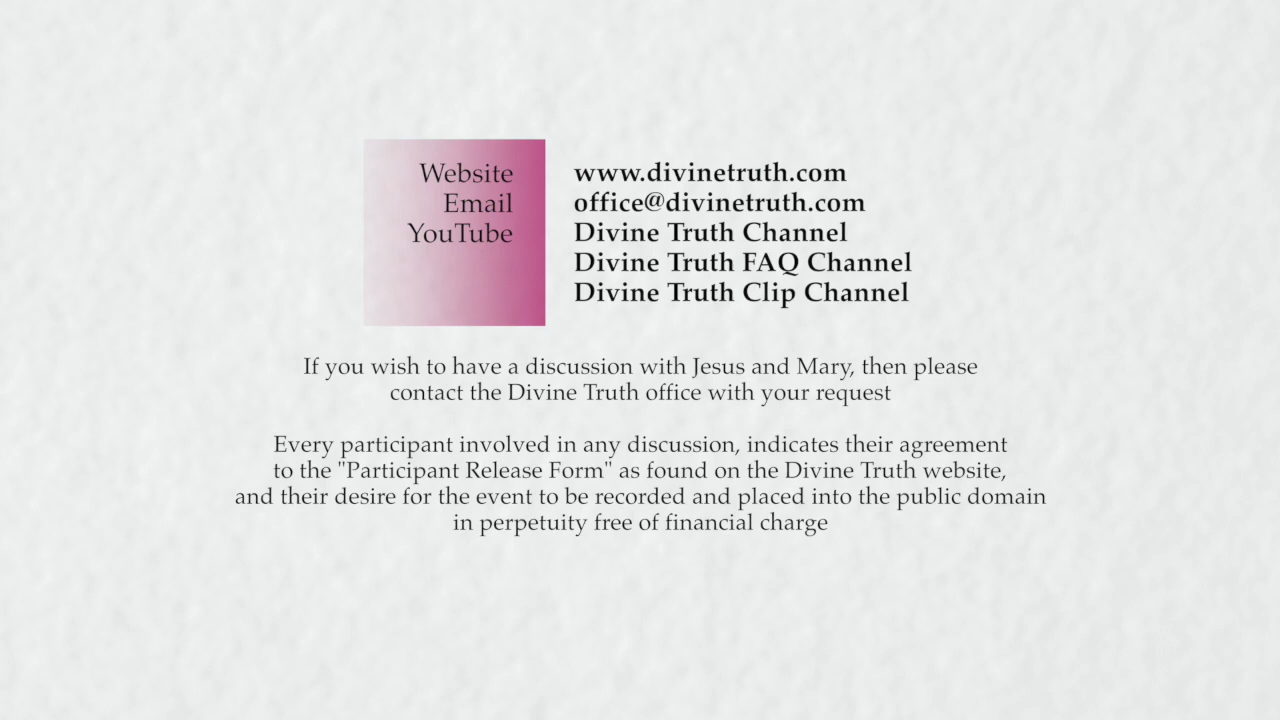 Website www.divinetruth.com
Email office@divinetruth.com
YouTube Divine Truth Channel
Divine Truth FAQ Channel
Divine Truth Clip Channel
If you wish to have a discussion with Jesus and Mary, then please
contact the Divine Truth office with your request
Every participant involved in any discussion, indicates their agreement
to the "Participant Release Form" as found on the Divine Truth website,
and their desire for the event to be recorded and placed into the public domain
in perpetuity free of financial charge